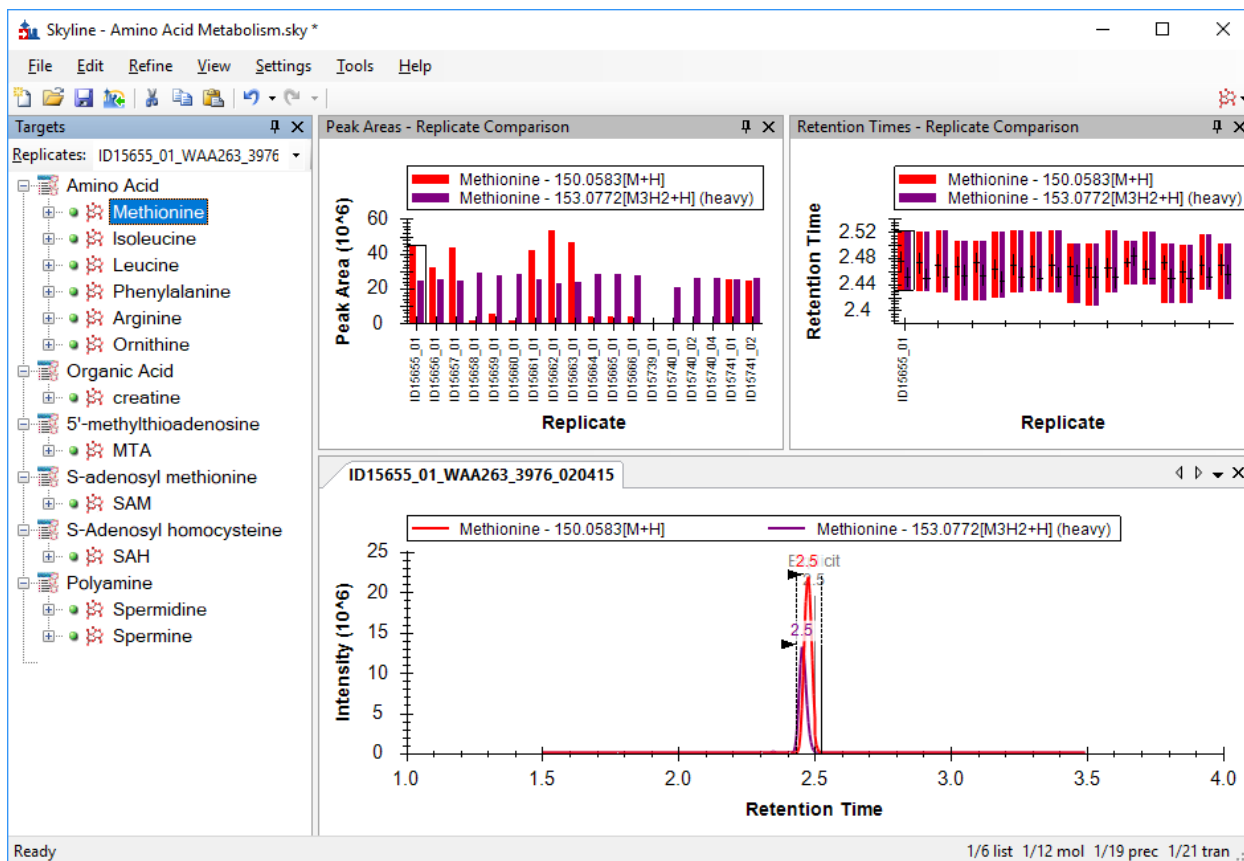 Skyline - Amino Acid Metabolism.sky *
File Edit Refine View Settings Tools Help
Targets
Replicates: ID15655_01_WAA263_3976
Amino Acid
Methionine
Isoleucine
Leucine
Phenylalanine
Arginine
Ornithine
Organic Acid
creatine
5'-methylthioadenosine
MTA
S-adenosyl methionine
SAM
S-Adenosyl homocysteine
SAH
Polyamine
Spermidine
Spermine
Peak Areas - Replicate Comparison
Methionine - 150.0583[M+H]
Methionine - 153.0772[M3H2+H] (heavy)
Peak Area (10^6)
60
40
20
0
ID15655_01
ID15656_01
ID15657_01
ID15658_01
ID15659_01
ID15660_01
ID15661_01
ID15662_01
ID15663_01
ID15664_01
ID15665_01
ID15666_01
ID15739_01
ID15740_01
ID15740_02
ID15740_04
ID15741_01
ID15741_02
Replicate
Retention Times - Replicate Comparison
Methionine - 150.0583[M+H]
Methionine - 153.0772[M3H2+H] (heavy)
Retention Time
2.52
2.48
2.44
2.4
ID15655_01
Replicate
ID15655_01_WAA263_3976_020415
Methionine - 150.0583[M+H] Methionine - 153.0772[M3H2+H] (heavy)
Intensity (10^6)
25
20
15
10
5
0
2.5
2.5
2.5
1.0 1.5 2.0 2.5 3.0 3.5 4.0
Retention Time
Ready 1/6 list 1/12 mol 1/19 prec 1/21 tran